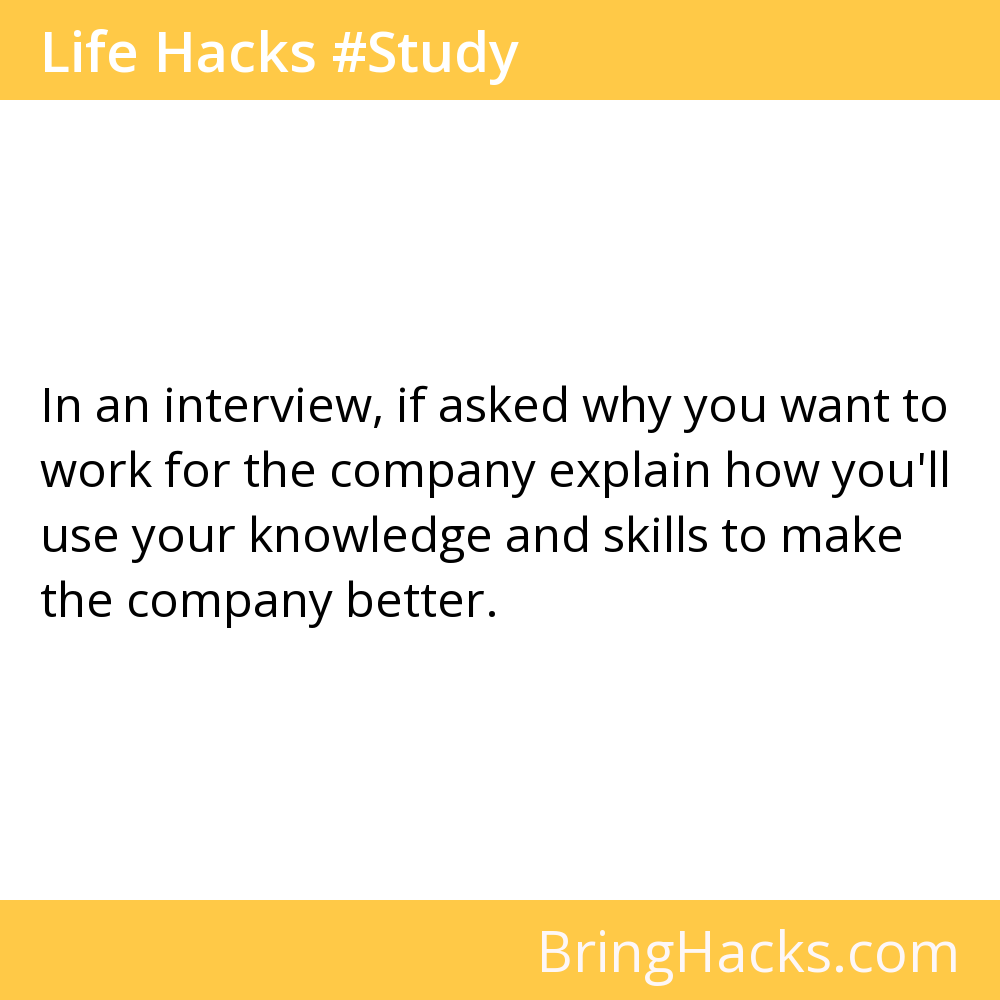 Life Hacks #Study
In an interview, if asked why you want to
work for the company explain how you'll
use your knowledge and skills to make
the company better.
BringHacks.com